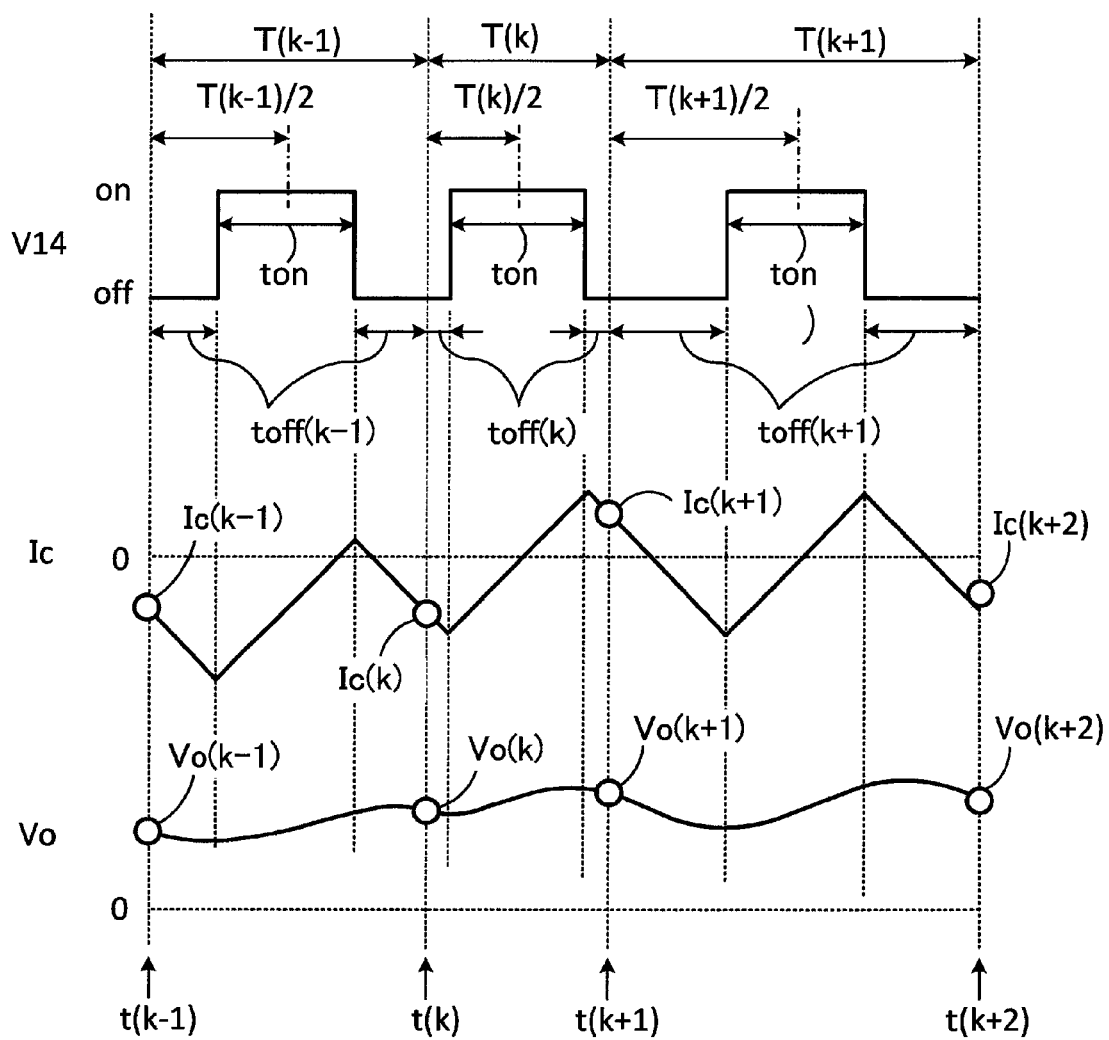 T(k-1) T(k) T(k+1)
T(k-1)/2 T(k)/2 T(k+1)/2
on
V14
ton ton ton
off
toff(k-1) toff(k) toff(k+1)
Ic(k-1) Ic(k+1) Ic(k+2)
Ic 0
Ic(k)
Vo(k-1) Vo(k) Vo(k+1) Vo(k+2)
Vo
0
t(k-1) t(k) t(k+1) t(k+2)